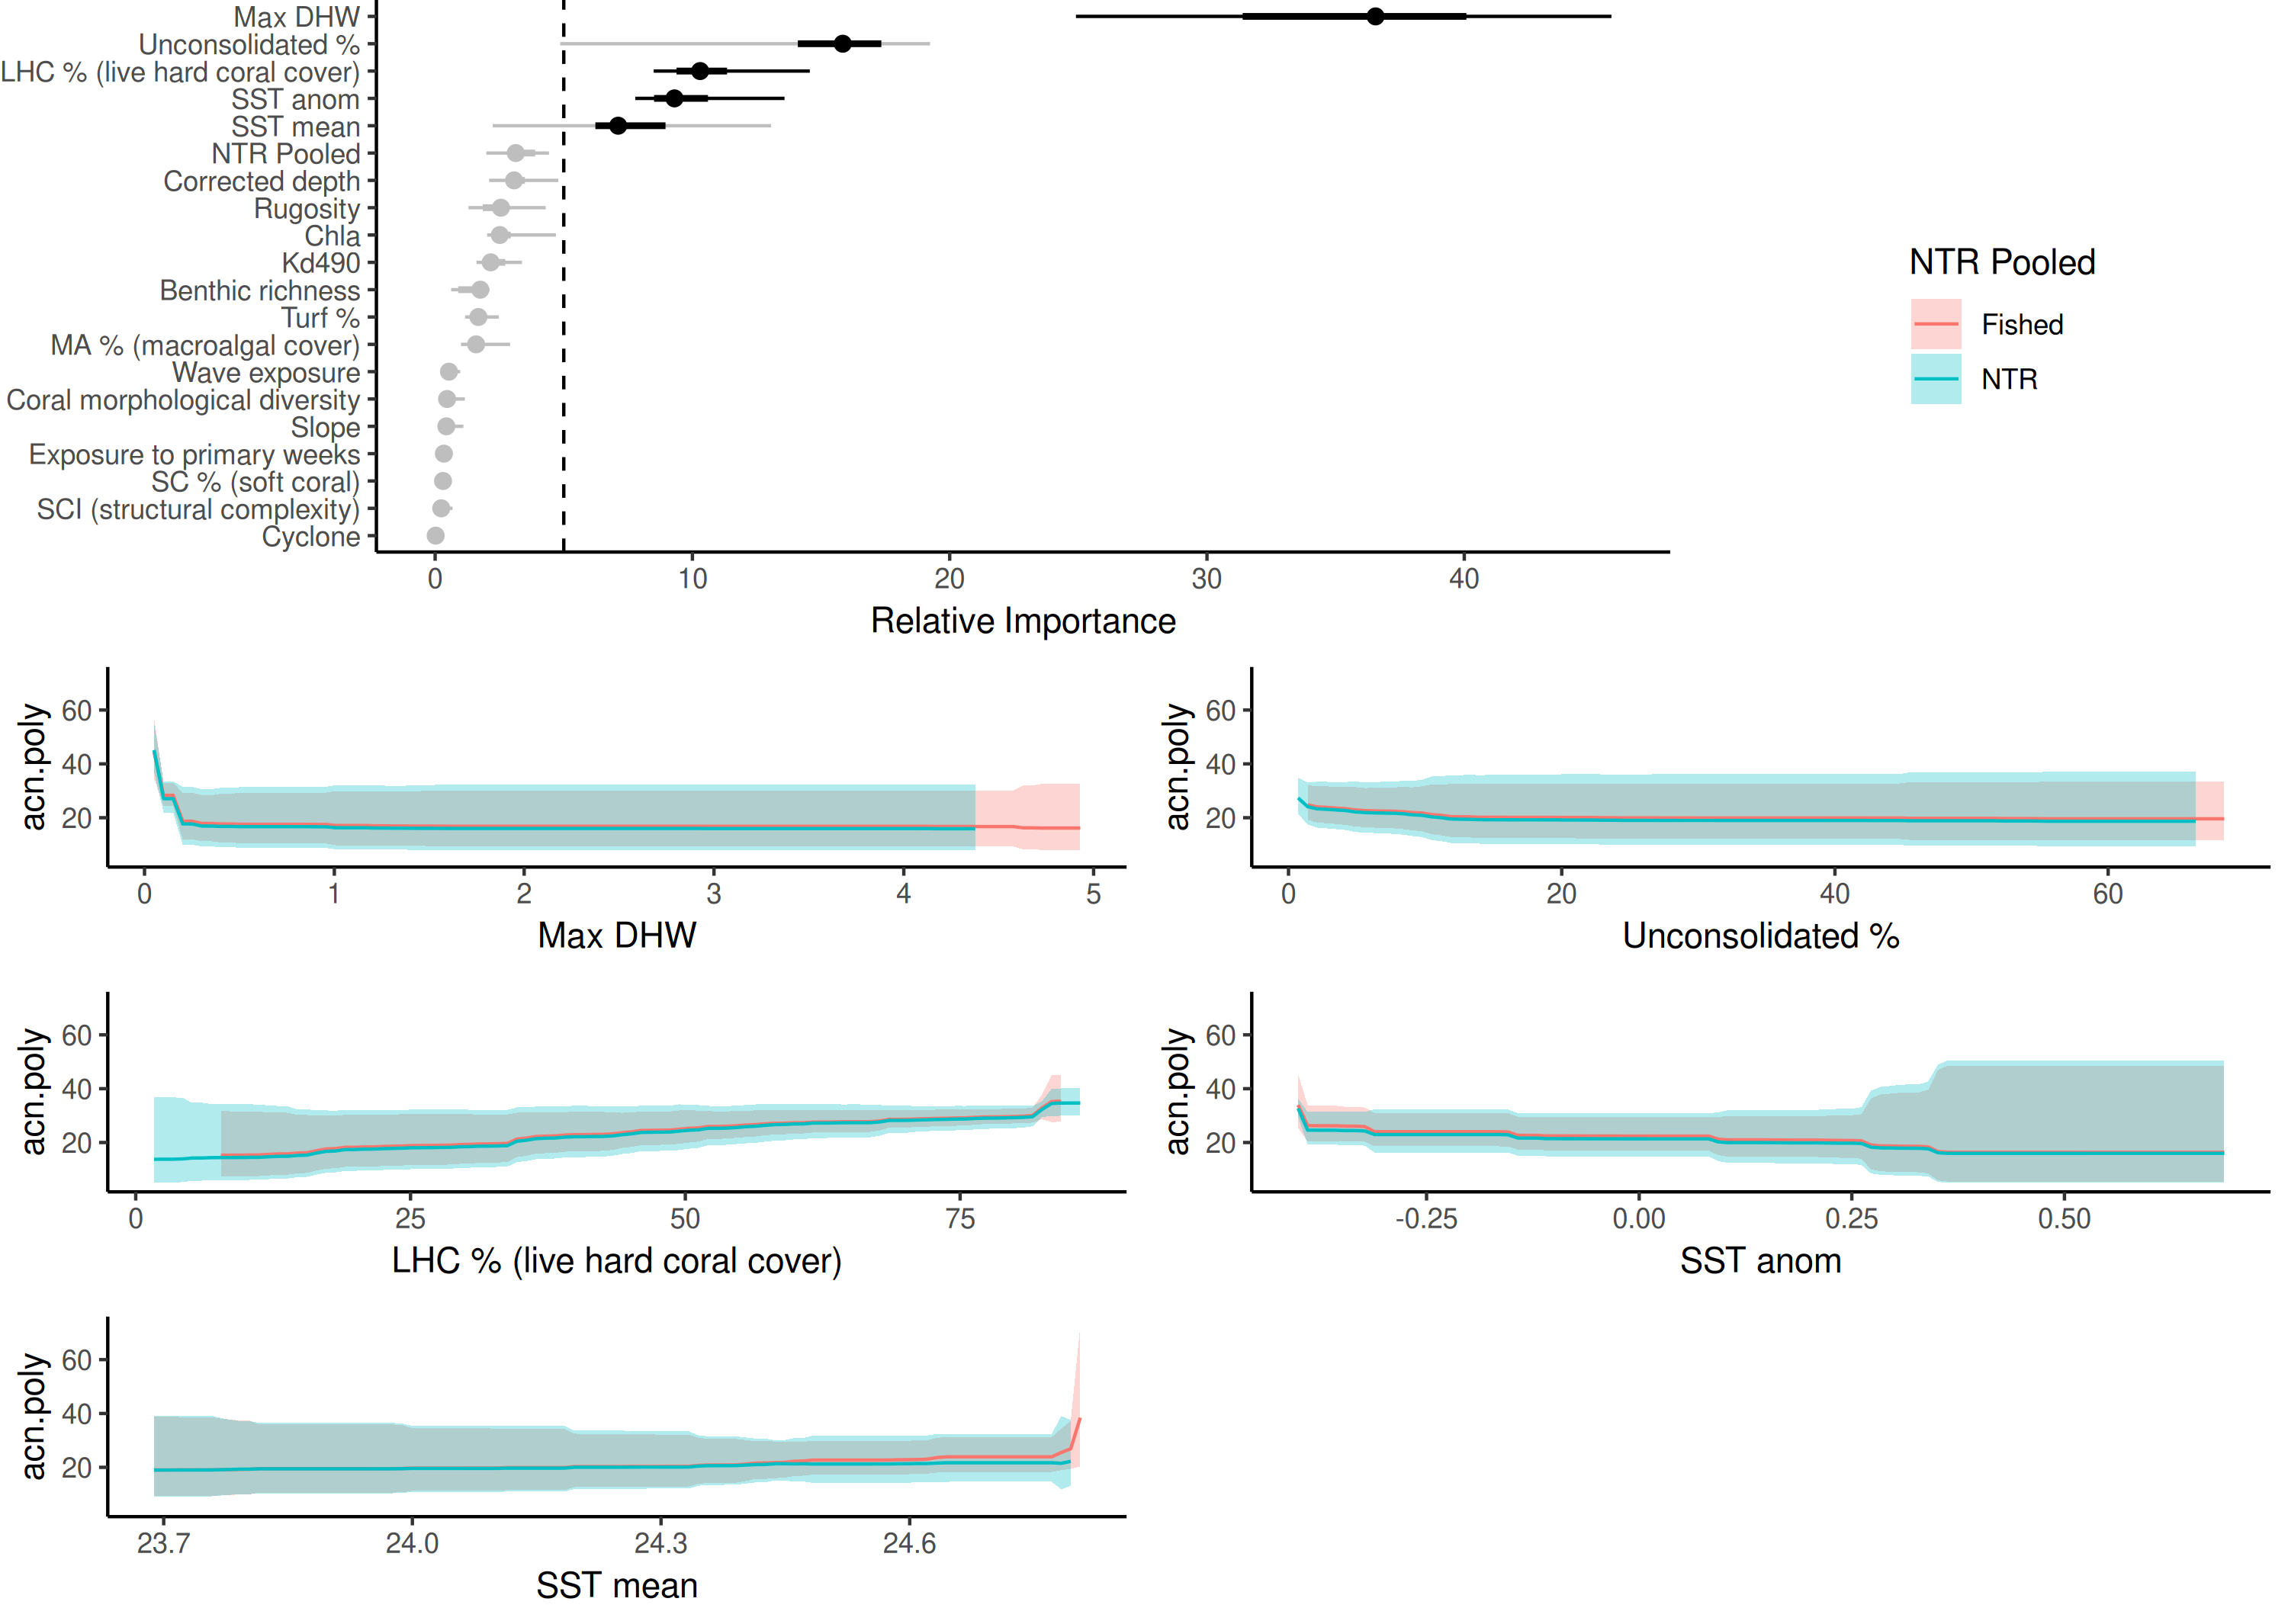 Max DHW
Unconsolidated %
LHC % (live hard coral cover)
SST anom
SST mean
NTR Pooled
Corrected depth
Rugosity
Chla
Kd490
Benthic richness
Turf %
MA % (macroalgal cover)
Wave exposure
Coral morphological diversity
Slope
Exposure to primary weeks
SC % (soft coral)
SCI (structural complexity)
Cyclone
0 10 20 30 40
Relative Importance
NTR Pooled
Fished
NTR
acn.poly
60
40
20
0 1 2 3 4 5
Max DHW
acn.poly
60
40
20
0 20 40 60
Unconsolidated %
acn.poly
60
40
20
0 25 50 75
LHC % (live hard coral cover)
acn.poly
60
40
20
-0.25 0.00 0.25 0.50
SST anom
acn.poly
60
40
20
23.7 24.0 24.3 24.6
SST mean